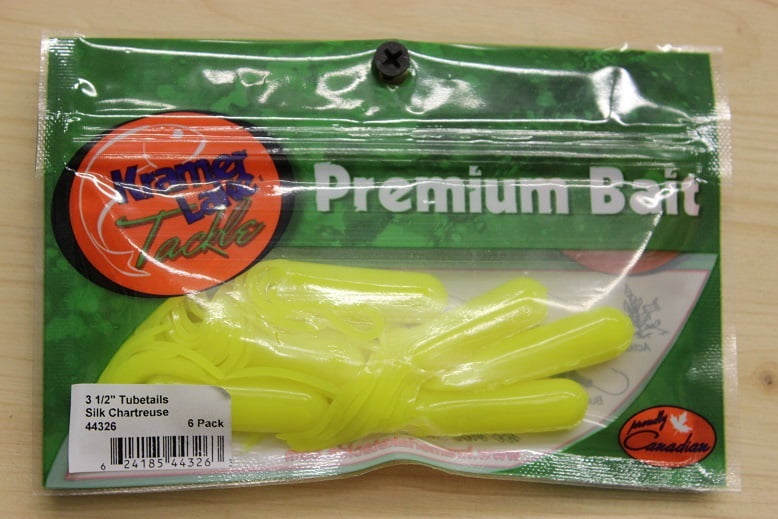 Kramer
Lake
Tackle
Premium Bait
3 1/2" Tubetails
Silk Chartreuse
44326 6 Pack
6 24185 44326
proudly
Canadian